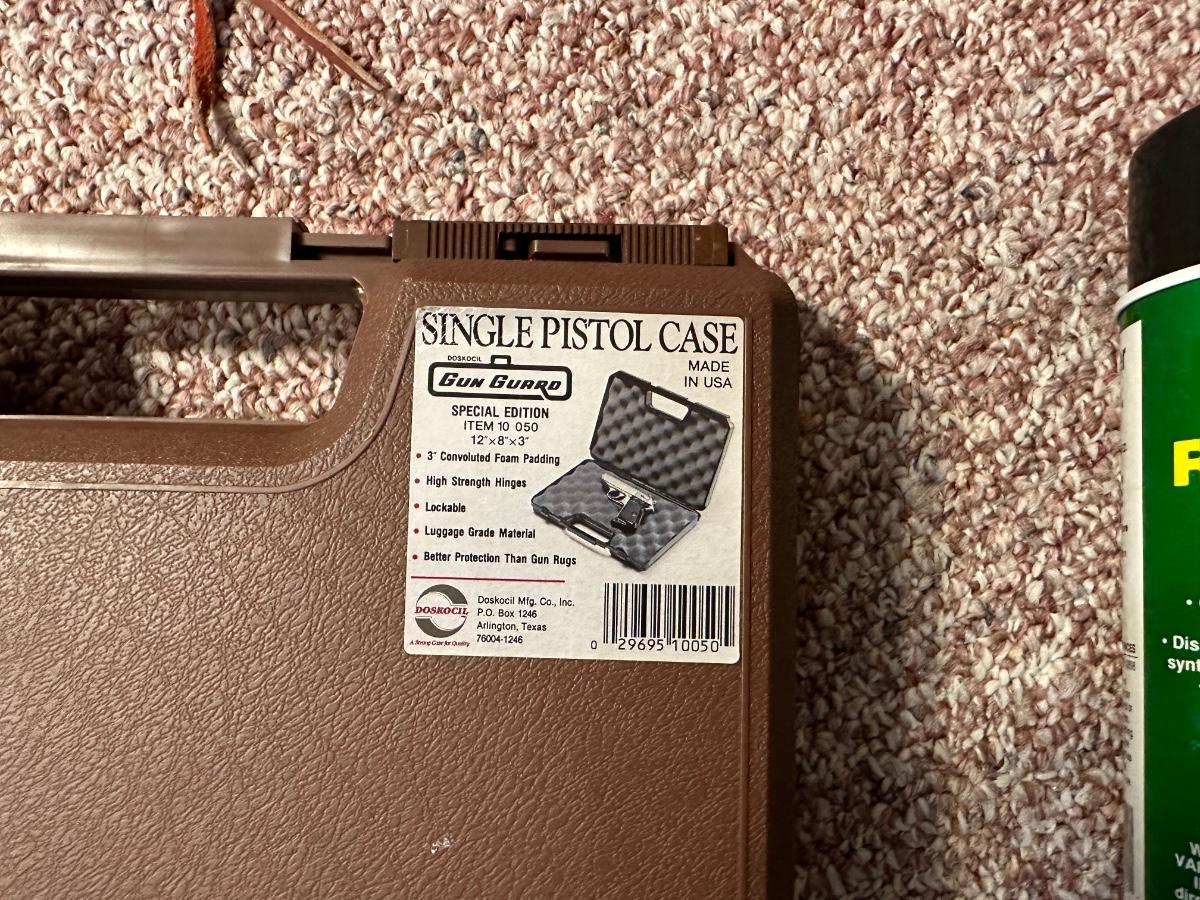 SINGLE PISTOL CASE
DOSKOCIL
GUN GUARD
MADE
IN USA
SPECIAL EDITION
ITEM 10 050
12"×8"×3"
• 3" Convoluted Foam Padding
• High Strength Hinges
• Lockable
• Luggage Grade Material
• Better Protection Than Gun Rugs
DOSKOCIL
A Strong Case for Quality
Doskocil Mfg. Co., Inc.
P.O. Box 1246
Arlington, Texas
76004-1246
0 29695 10050
• Dis
synt
W
VAP
dire